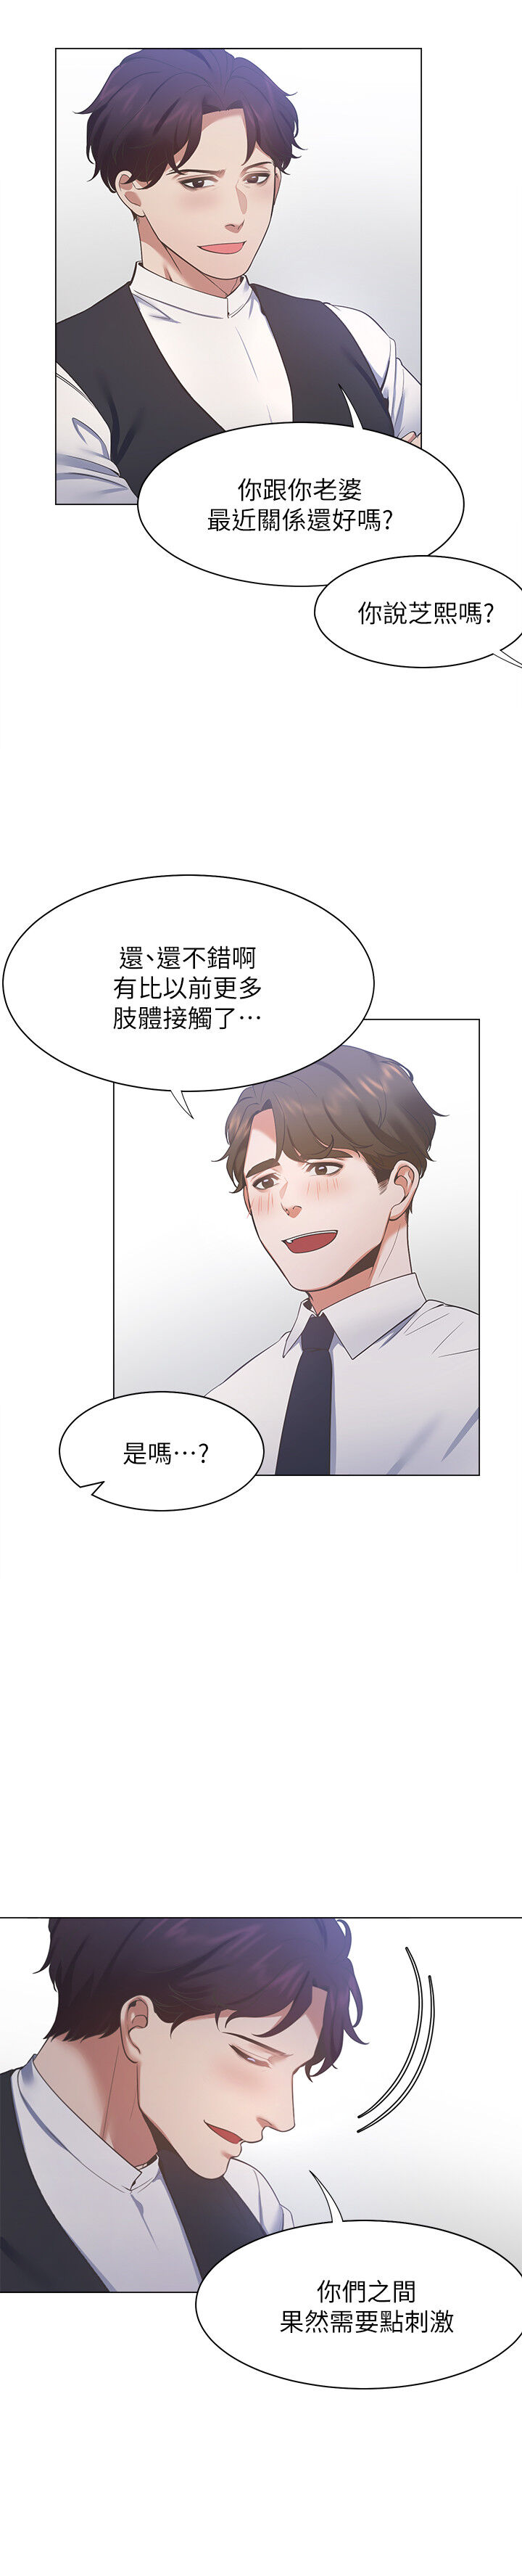 你跟你老婆
最近關係還好嗎?
你說芝熙嗎?
還、還不錯啊
有比以前更多
肢體接觸了…
是嗎…?
你們之間
果然需要點刺激